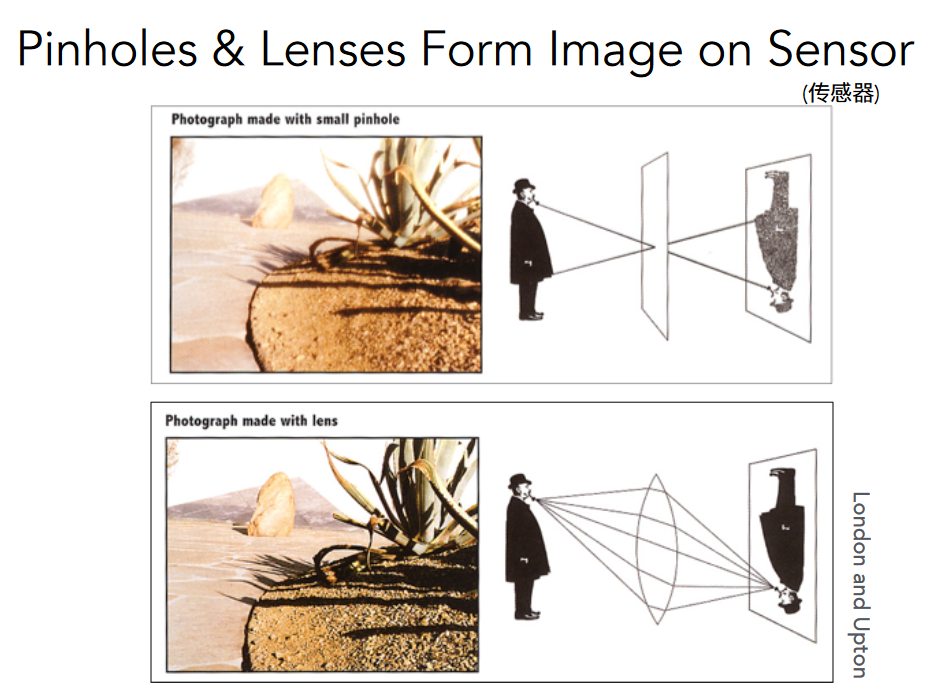 Pinholes & Lenses Form Image on Sensor
(传感器)
Photograph made with small pinhole
Photograph made with lens
London and Upton